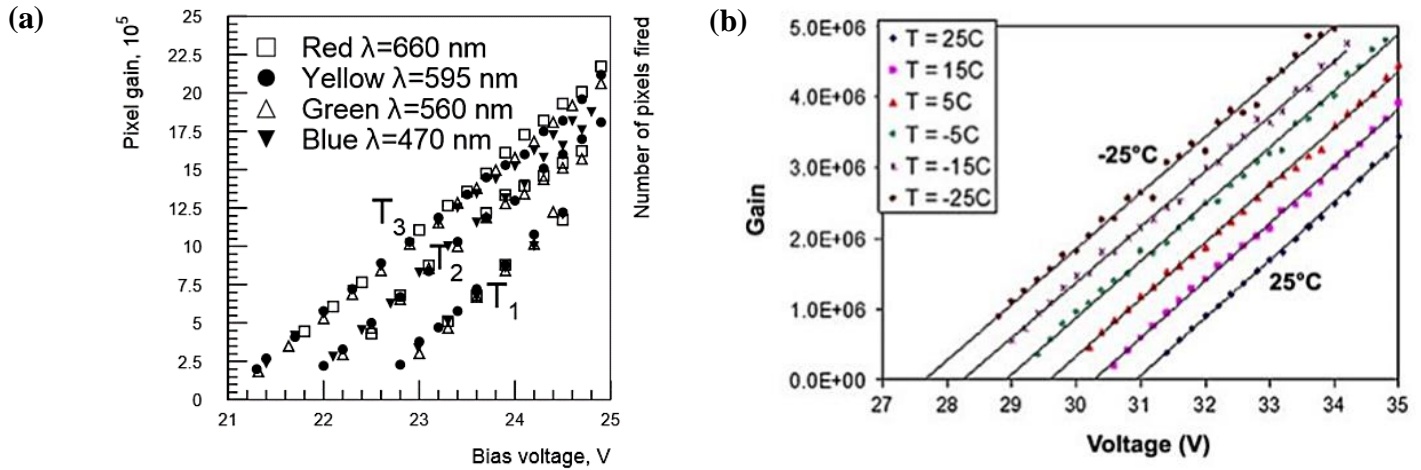 (a)
Pixel gain, 10⁵
25
22.5
20
17.5
15
12.5
10
7.5
5
2.5
0
21
22
23
24
25
Bias voltage, V
Red λ=660 nm
Yellow λ=595 nm
Green λ=560 nm
Blue λ=470 nm
T₃
T₂
T₁
Number of pixels fired
(b)
Gain
5.0E+06
4.0E+06
3.0E+06
2.0E+06
1.0E+06
0.0E+00
27
28
29
30
31
32
33
34
35
Voltage (V)
T = 25C
T = 15C
T = 5C
T = -5C
T = -15C
T = -25C
-25°C
25°C